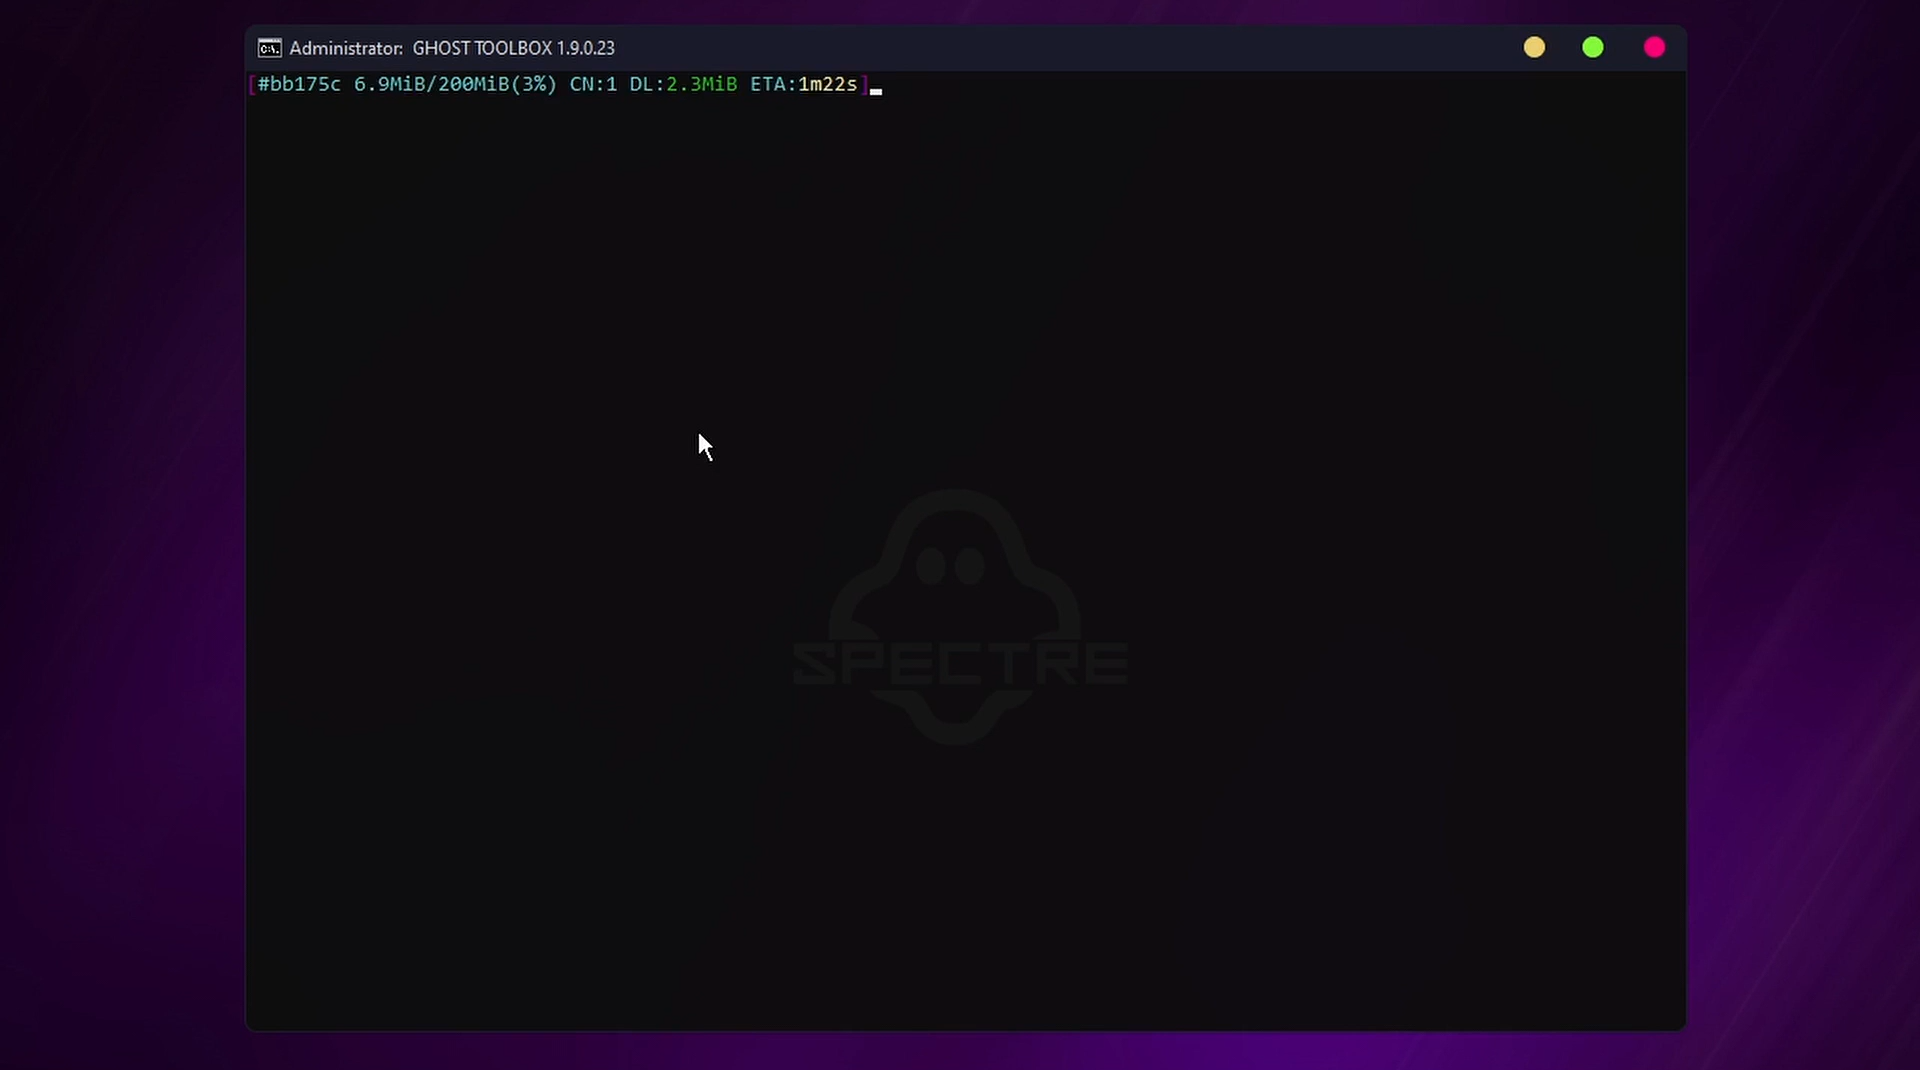 Administrator: GHOST TOOLBOX 1.9.0.23
[#bb175c 6.9MiB/200MiB(3%) CN:1 DL:2.3MiB ETA:1m22s]
SPECTRE